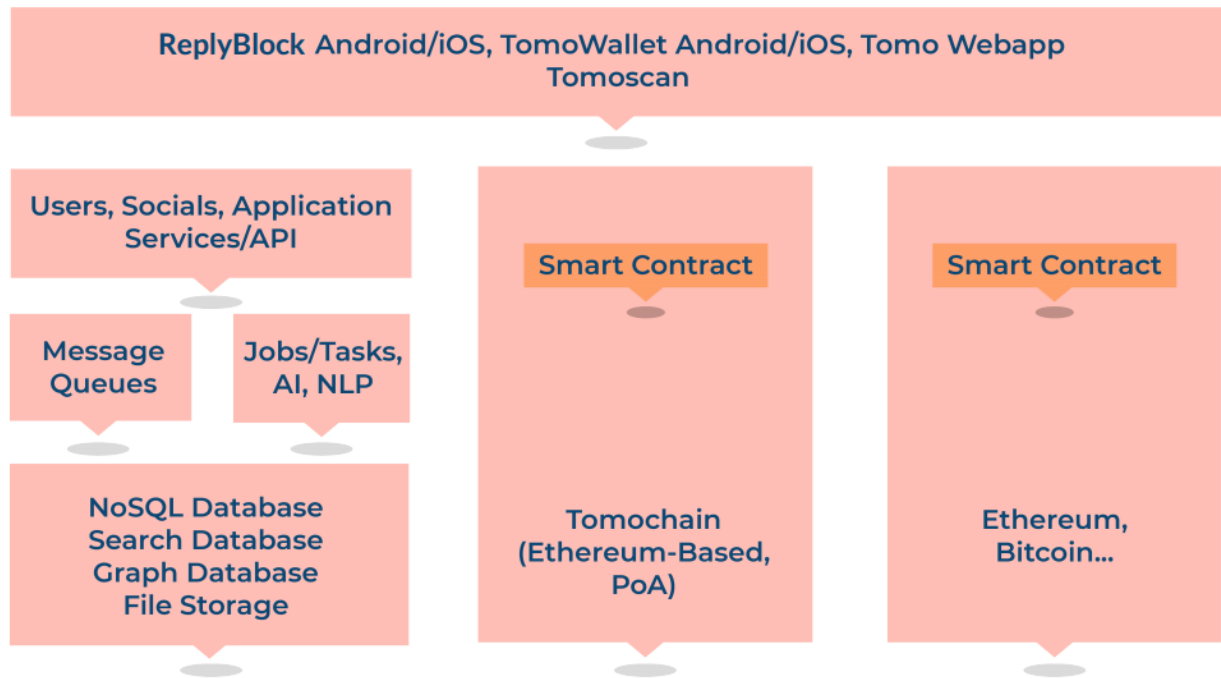 ReplyBlock Android/iOS, TomoWallet Android/iOS, Tomo Webapp
Tomoscan
Users, Socials, Application
Services/API
Message
Queues
Jobs/Tasks,
AI, NLP
NoSQL Database
Search Database
Graph Database
File Storage
Smart Contract
Tomochain
(Ethereum-Based,
PoA)
Smart Contract
Ethereum,
Bitcoin...